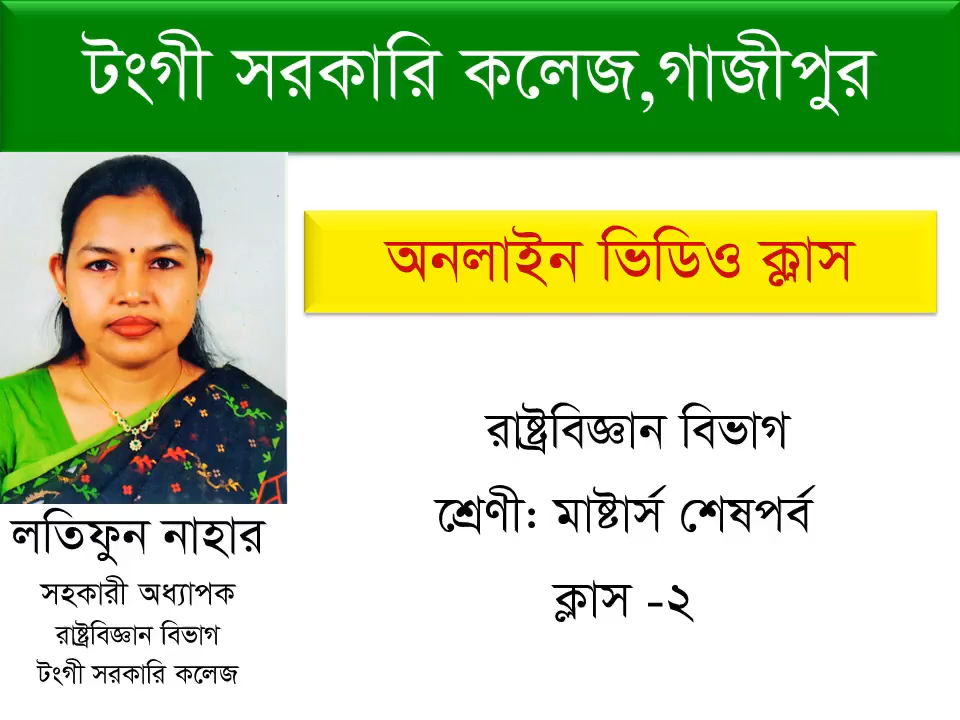 টংগী সরকারি কলেজ,গাজীপুর
অনলাইন ভিডিও ক্লাস
রাষ্ট্রবিজ্ঞান বিভাগ
শ্রেণী: মাষ্টার্স শেষপর্ব
ক্লাস -২
লতিফুন নাহার
সহকারী অধ্যাপক
রাষ্ট্রবিজ্ঞান বিভাগ
টংগী সরকারি কলেজ